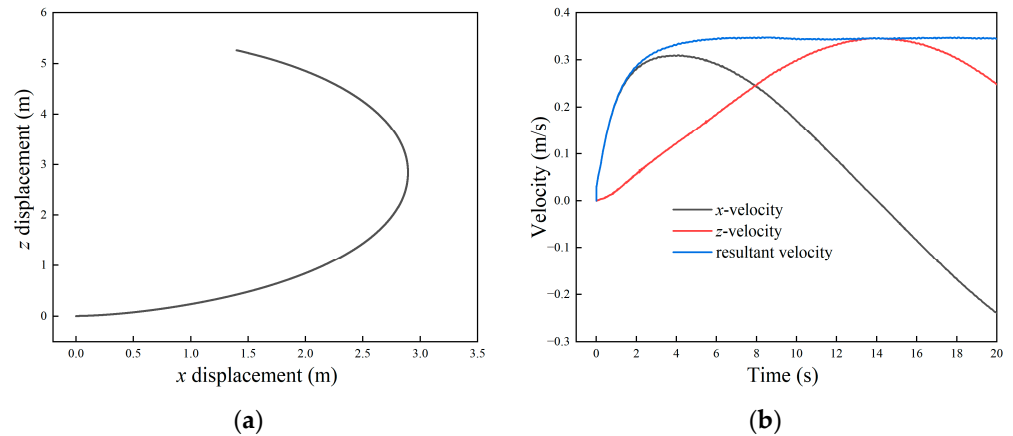 6
5
4
3
2
1
0
0.0 0.5 1.0 1.5 2.0 2.5 3.0 3.5
z displacement (m)
x displacement (m)
(a)
0.4
0.3
0.2
0.1
0.0
−0.1
−0.2
−0.3
0 2 4 6 8 10 12 14 16 18 20
Velocity (m/s)
Time (s)
x-velocity
z-velocity
resultant velocity
(b)